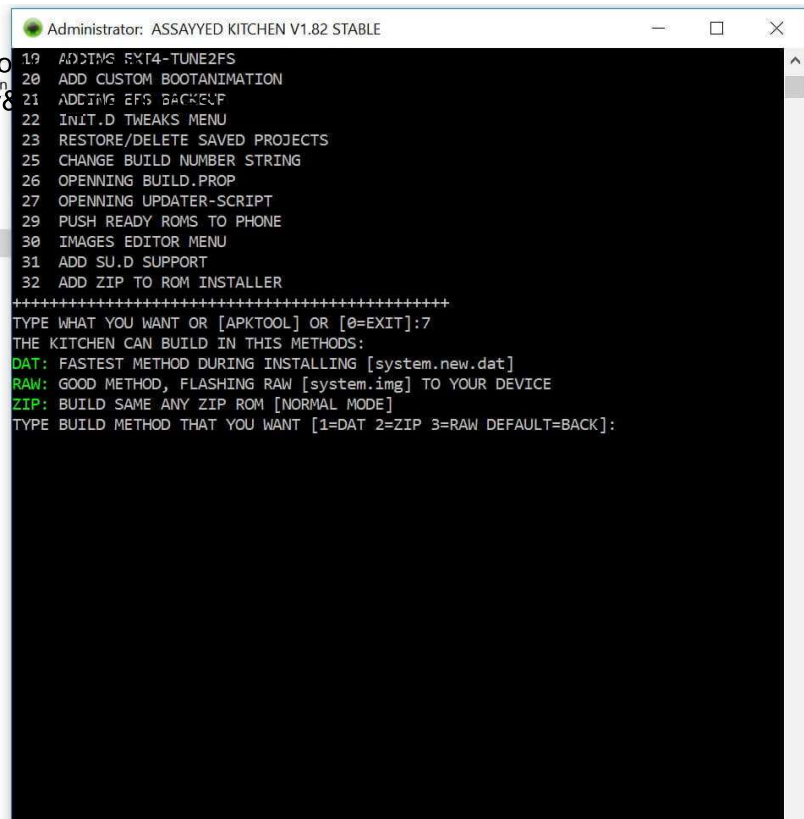 Administrator: ASSAYYED KITCHEN V1.82 STABLE
19 ADDING EXT4-TUNE2FS
20 ADD CUSTOM BOOTANIMATION
21 ADDING EFS BACKEUP
22 INIT.D TWEAKS MENU
23 RESTORE/DELETE SAVED PROJECTS
25 CHANGE BUILD NUMBER STRING
26 OPENNING BUILD.PROP
27 OPENNING UPDATER-SCRIPT
29 PUSH READY ROMS TO PHONE
30 IMAGES EDITOR MENU
31 ADD SU.D SUPPORT
32 ADD ZIP TO ROM INSTALLER
+++++++++++++++++++++++++++++++++++++++++++++++
TYPE WHAT YOU WANT OR [APKTOOL] OR [0=EXIT]:7
THE KITCHEN CAN BUILD IN THIS METHODS:
DAT: FASTEST METHOD DURING INSTALLING [system.new.dat]
RAW: GOOD METHOD, FLASHING RAW [system.img] TO YOUR DEVICE
ZIP: BUILD SAME ANY ZIP ROM [NORMAL MODE]
TYPE BUILD METHOD THAT YOU WANT [1=DAT 2=ZIP 3=RAW DEFAULT=BACK]: